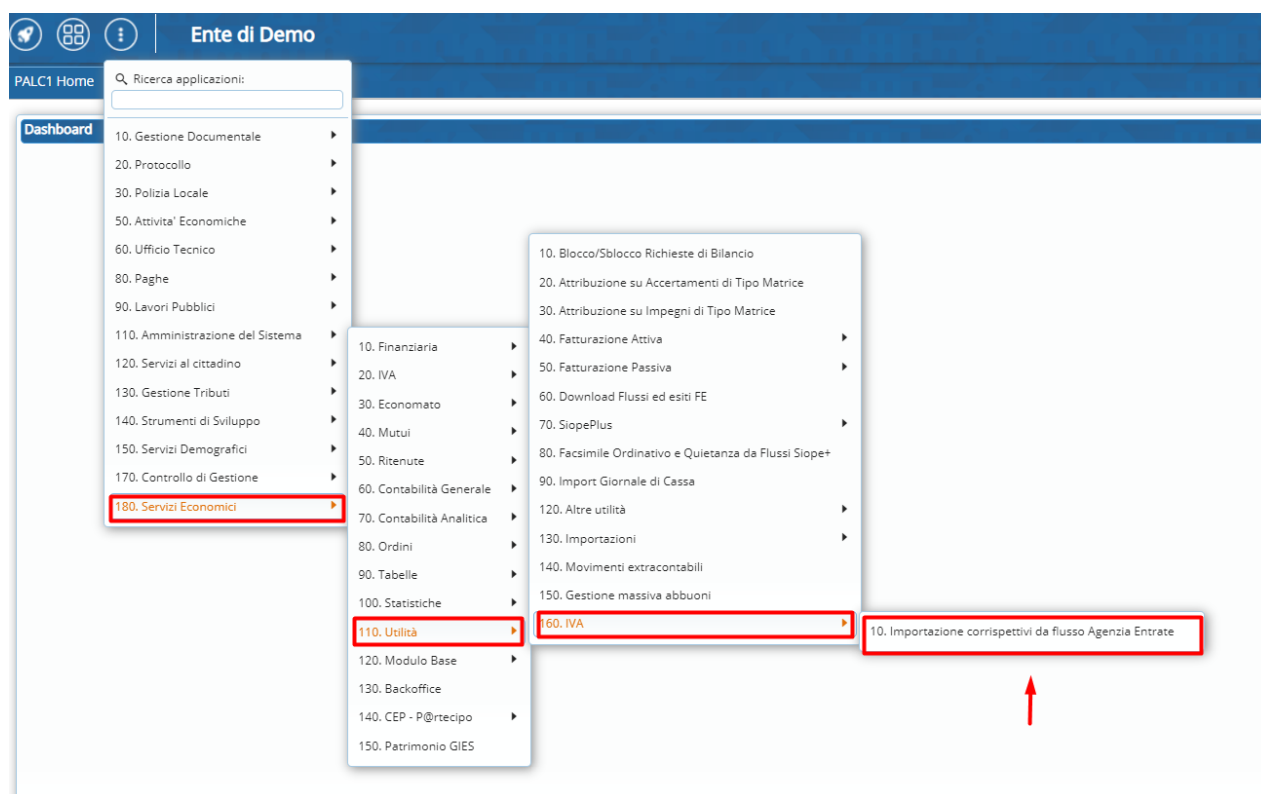 Ente di Demo
PALC1 Home
Ricerca applicazioni:
Dashboard
10. Gestione Documentale
20. Protocollo
30. Polizia Locale
50. Attivita' Economiche
60. Ufficio Tecnico
80. Paghe
90. Lavori Pubblici
110. Amministrazione del Sistema
120. Servizi al cittadino
130. Gestione Tributi
140. Strumenti di Sviluppo
150. Servizi Demografici
170. Controllo di Gestione
180. Servizi Economici
10. Finanziaria
20. IVA
30. Economato
40. Mutui
50. Ritenute
60. Contabilità Generale
70. Contabilità Analitica
80. Ordini
90. Tabelle
100. Statistiche
110. Utilità
120. Modulo Base
130. Backoffice
140. CEP - P@rtecipo
150. Patrimonio GIES
10. Blocco/Sblocco Richieste di Bilancio
20. Attribuzione su Accertamenti di Tipo Matrice
30. Attribuzione su Impegni di Tipo Matrice
40. Fatturazione Attiva
50. Fatturazione Passiva
60. Download Flussi ed esiti FE
70. SiopePlus
80. Facsimile Ordinativo e Quietanza da Flussi Siope+
90. Import Giornale di Cassa
120. Altre utilità
130. Importazioni
140. Movimenti extracontabili
150. Gestione massiva abbuoni
160. IVA
10. Importazione corrispettivi da flusso Agenzia Entrate